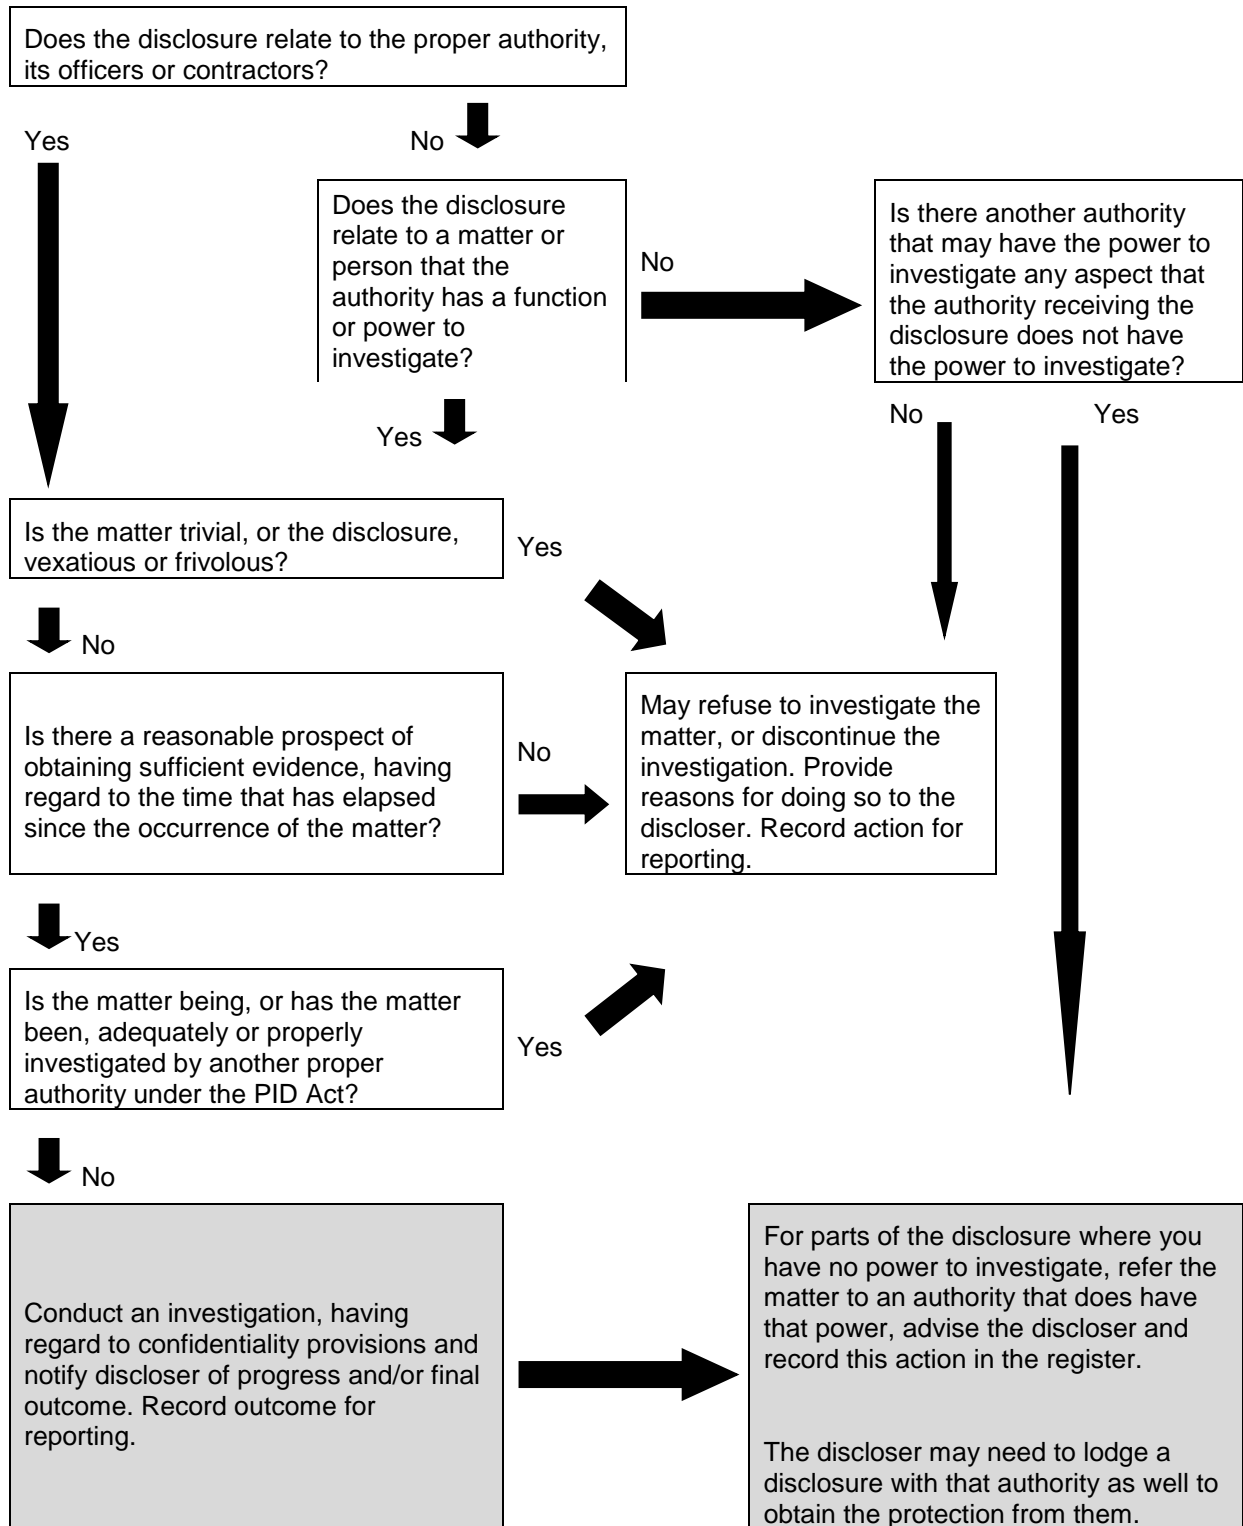 Does the disclosure relate to the proper authority,
its officers or contractors?
Yes
No
Does the disclosure
relate to a matter or
person that the
authority has a function
or power to
investigate?
No
Is there another authority
that may have the power to
investigate any aspect that
the authority receiving the
disclosure does not have
the power to investigate?
Yes
No
Yes
Is the matter trivial, or the disclosure,
vexatious or frivolous?
Yes
No
Is there a reasonable prospect of
obtaining sufficient evidence, having
regard to the time that has elapsed
since the occurrence of the matter?
No
May refuse to investigate the
matter, or discontinue the
investigation. Provide
reasons for doing so to the
discloser. Record action for
reporting.
Yes
Is the matter being, or has the matter
been, adequately or properly
investigated by another proper
authority under the PID Act?
Yes
No
Conduct an investigation, having
regard to confidentiality provisions and
notify discloser of progress and/or final
outcome. Record outcome for
reporting.
For parts of the disclosure where you
have no power to investigate, refer the
matter to an authority that does have
that power, advise the discloser and
record this action in the register.
The discloser may need to lodge a
disclosure with that authority as well to
obtain the protection from them.